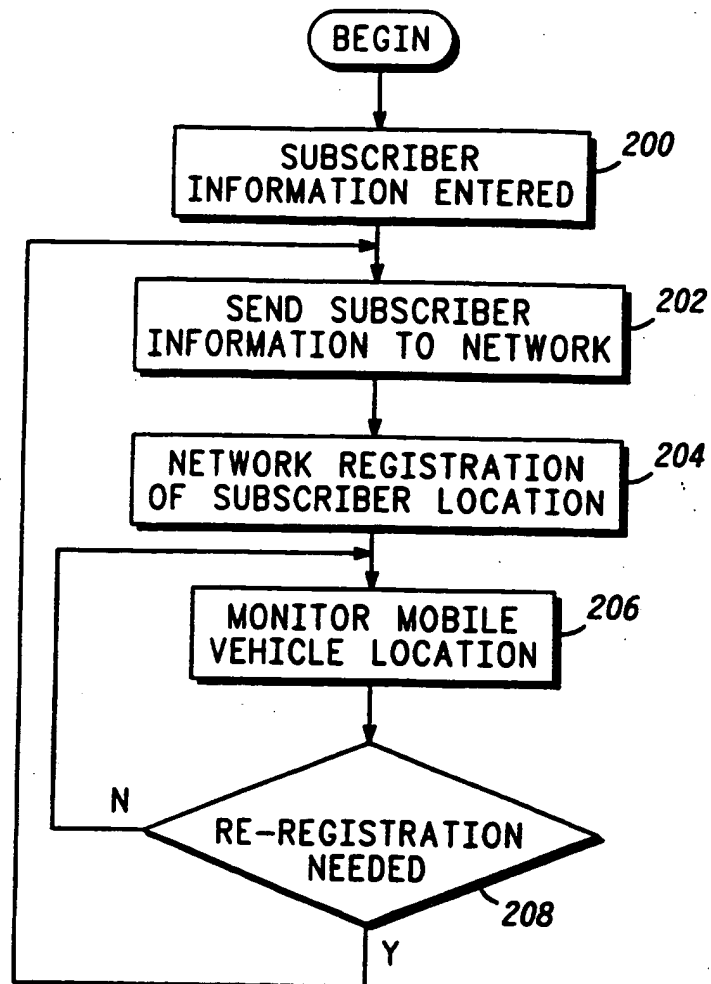 BEGIN
SUBSCRIBER
INFORMATION ENTERED
200
SEND SUBSCRIBER
INFORMATION TO NETWORK
202
NETWORK REGISTRATION
OF SUBSCRIBER LOCATION
204
MONITOR MOBILE
VEHICLE LOCATION
206
N
RE-REGISTRATION
NEEDED
208
Y